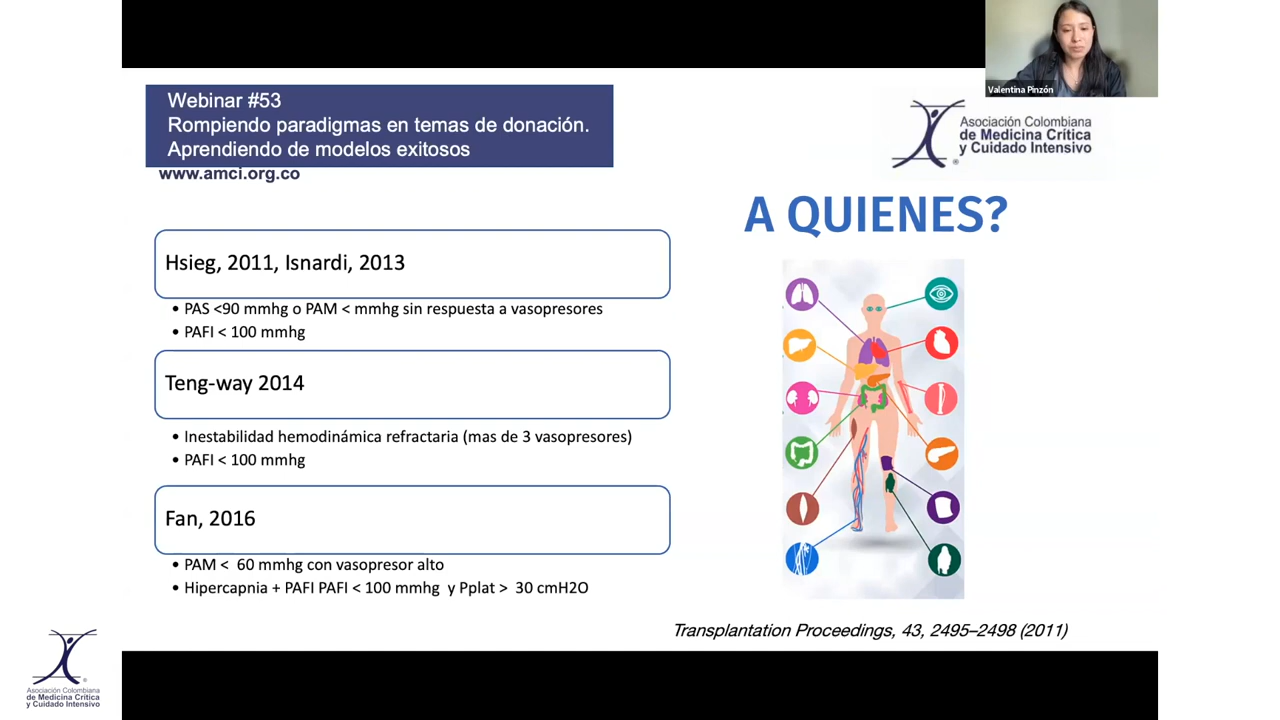 Valentina Pinzón
Webinar #53
Rompiendo paradigmas en temas de donación.
Aprendiendo de modelos exitosos
www.amci.org.co
Asociación Colombiana
de Medicina Crítica
y Cuidado Intensivo
®
A QUIENES?
Hsieg, 2011, Isnardi, 2013
• PAS <90 mmhg o PAM < mmhg sin respuesta a vasopresores
• PAFI < 100 mmhg
Teng-way 2014
• Inestabilidad hemodinámica refractaria (mas de 3 vasopresores)
• PAFI < 100 mmhg
Fan, 2016
• PAM < 60 mmhg con vasopresor alto
• Hipercapnia + PAFI PAFI < 100 mmhg y Pplat > 30 cmH2O
Transplantation Proceedings, 43, 2495–2498 (2011)
®
Asociación Colombiana
de Medicina Crítica
y Cuidado Intensivo